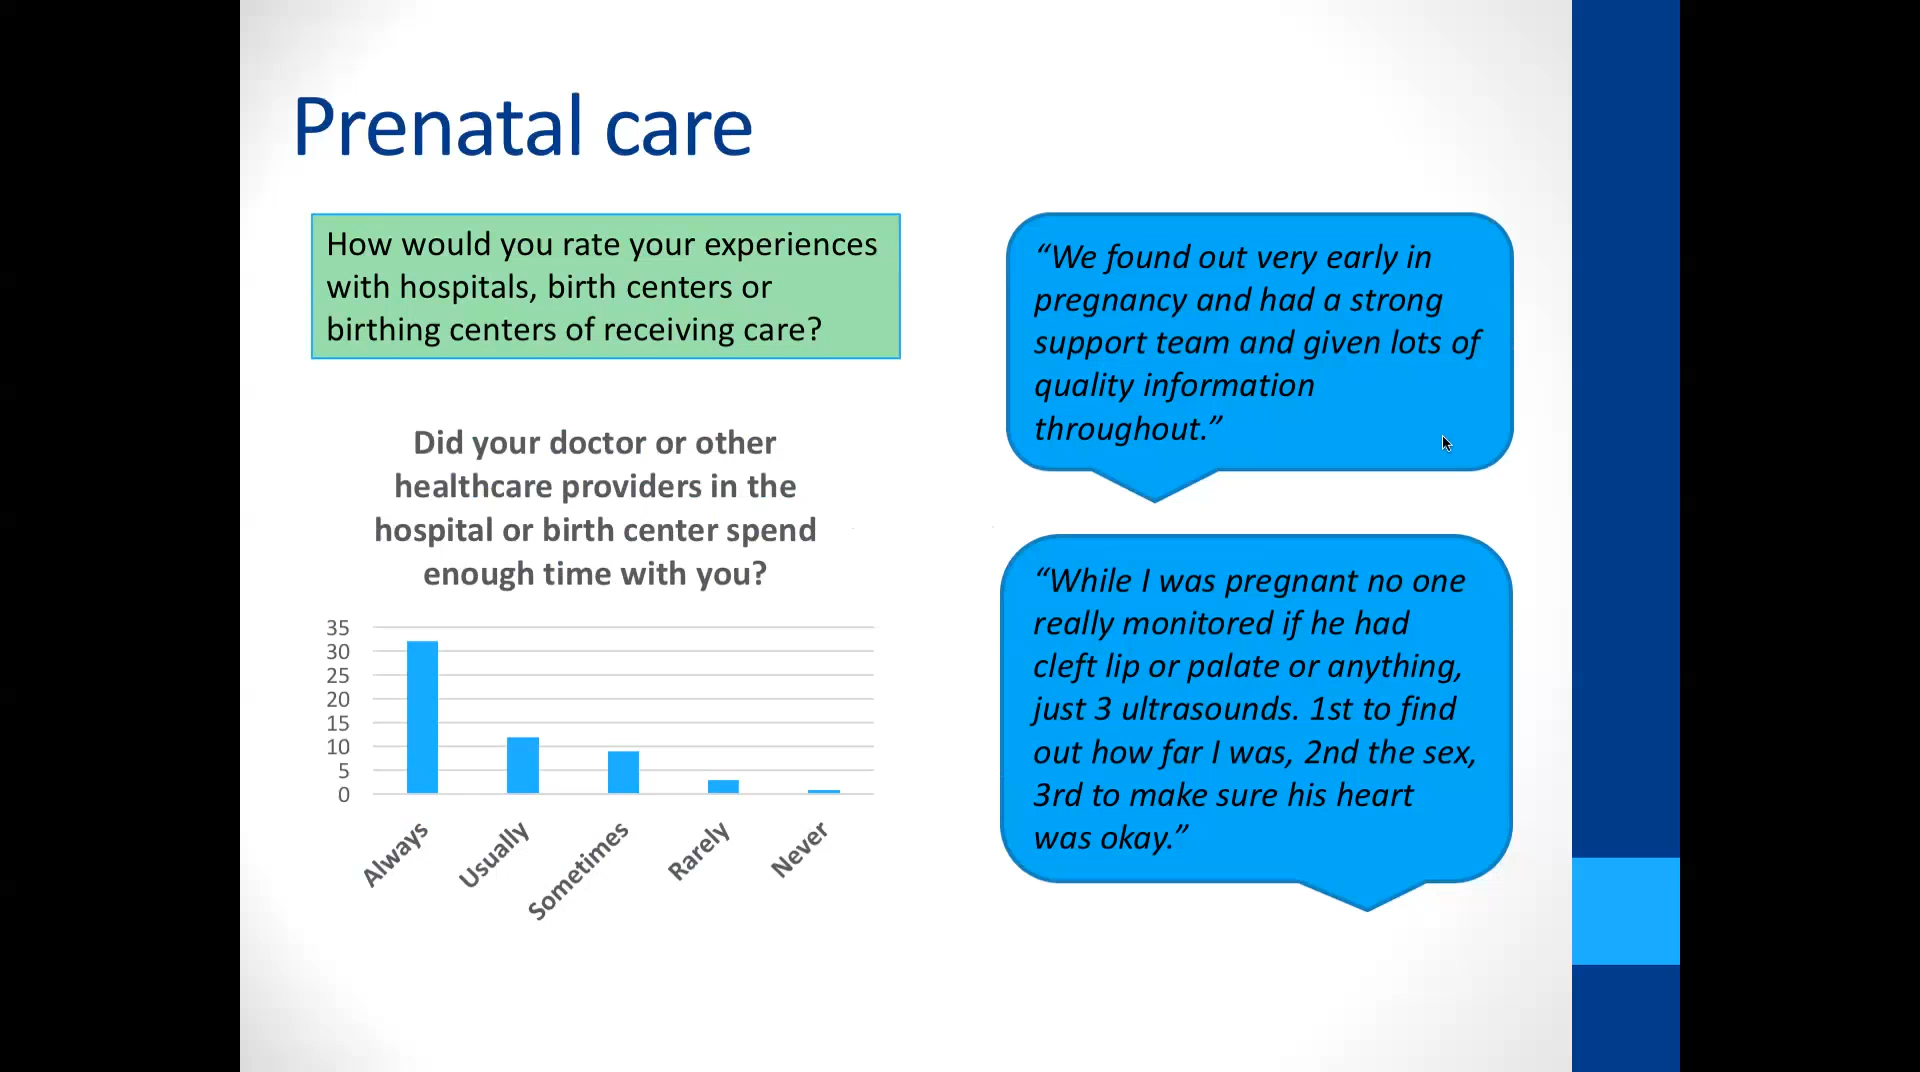 Prenatal care
How would you rate your experiences
with hospitals, birth centers or
birthing centers of receiving care?
Did your doctor or other
healthcare providers in the
hospital or birth center spend
enough time with you?
35
30
25
20
15
10
5
0
Always
Usually
Sometimes
Rarely
Never
“We found out very early in
pregnancy and had a strong
support team and given lots of
quality information
throughout.”
“While I was pregnant no one
really monitored if he had
cleft lip or palate or anything,
just 3 ultrasounds. 1st to find
out how far I was, 2nd the sex,
3rd to make sure his heart
was okay.”